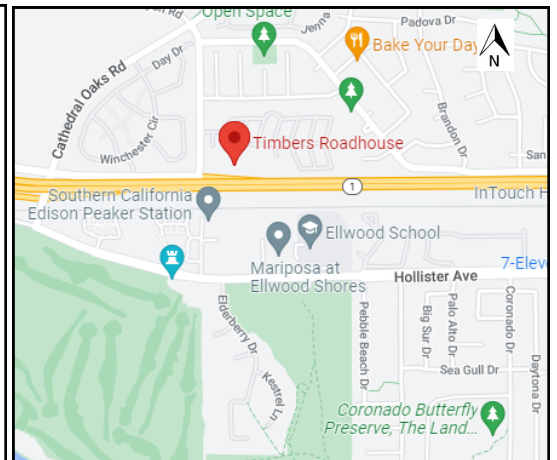 Rd
Open Space
Jenna
Padova Dr
Bake Your Day
N
Day Dr
Cathedral Oaks Rd
Winchester Cir
Brandon Dr
Timbers Roadhouse
San
1
Southern California
Edison Peaker Station
InTouch H
Ellwood School
Mariposa at
Ellwood Shores
7-Eleve
Hollister Ave
Elderberry Dr
Kestrel Ln
Pebble Beach Dr
Big Sur Dr
Palo Alto Dr
Coronado Dr
Daytona Dr
Sea Gull Dr
Coronado Butterfly
Preserve, The Land...